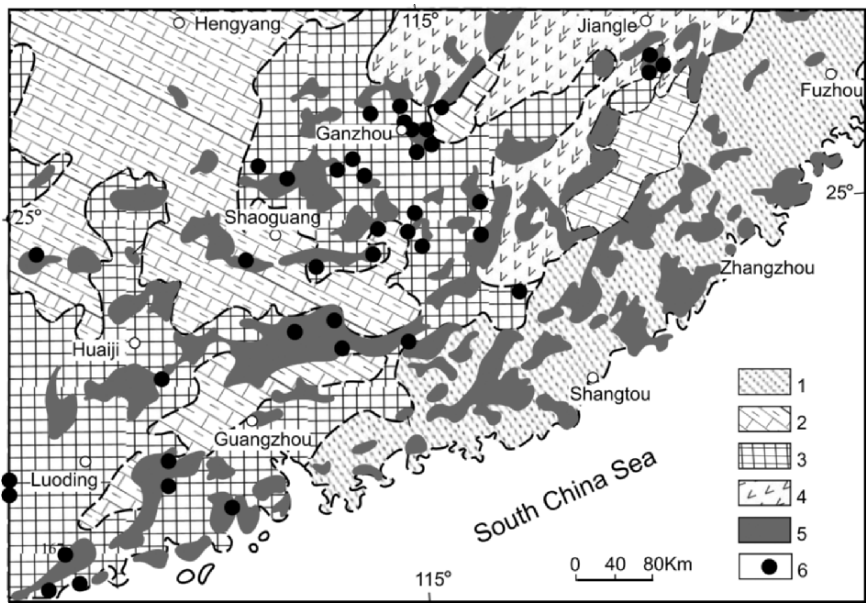 Hengyang
115°
Jiangle
Fuzhou
Ganzhou
25°
25°
Shaoguang
Zhangzhou
Huaiji
Shangtou
Guangzhou
Luoding
South China Sea
0 40 80Km
115°
1
2
3
4
5
6